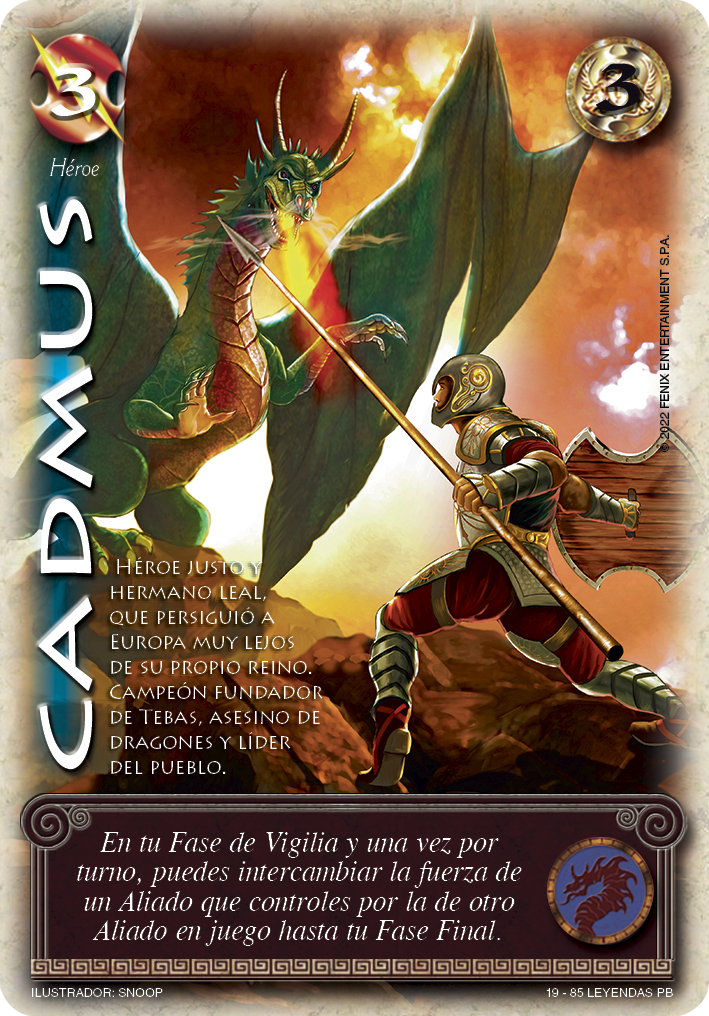 3
3
Héroe
CADMUS
© 2022 FENIX ENTERTAINMENT S.P.A.
Héroe justo y
hermano leal,
que persiguió a
Europa muy lejos
de su propio reino.
Campeón fundador
de Tebas, asesino de
dragones y líder
del pueblo.
En tu Fase de Vigilia y una vez por
turno, puedes intercambiar la fuerza de
un Aliado que controles por la de otro
Aliado en juego hasta tu Fase Final.
ILUSTRADOR: SNOOP
19 - 85 LEYENDAS PB